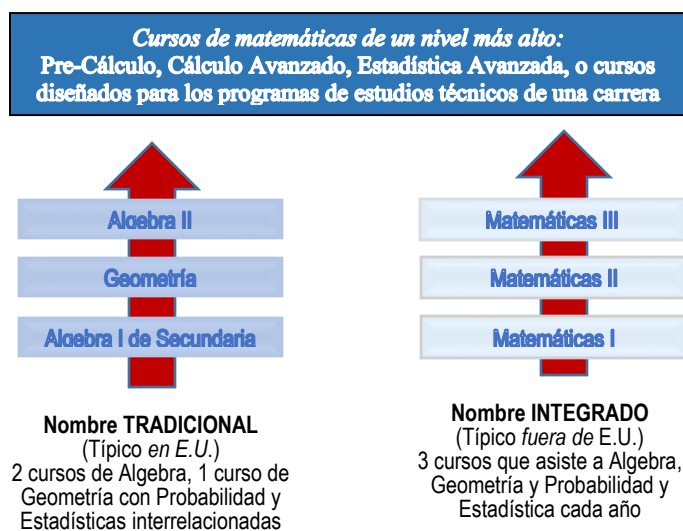 Cursos de matemáticas de un nivel más alto:
Pre-Cálculo, Cálculo Avanzado, Estadística Avanzada, o cursos
diseñados para los programas de estudios técnicos de una carrera
Algebra II
Geometría
Algebra I de Secundaria
Nombre TRADICIONAL
(Típico en E.U.)
2 cursos de Algebra, 1 curso de
Geometría con Probabilidad y
Estadísticas interrelacionadas
Matemáticas III
Matemáticas II
Matemáticas I
Nombre INTEGRADO
(Típico fuera de E.U.)
3 cursos que asiste a Algebra,
Geometría y Probabilidad y
Estadística cada año